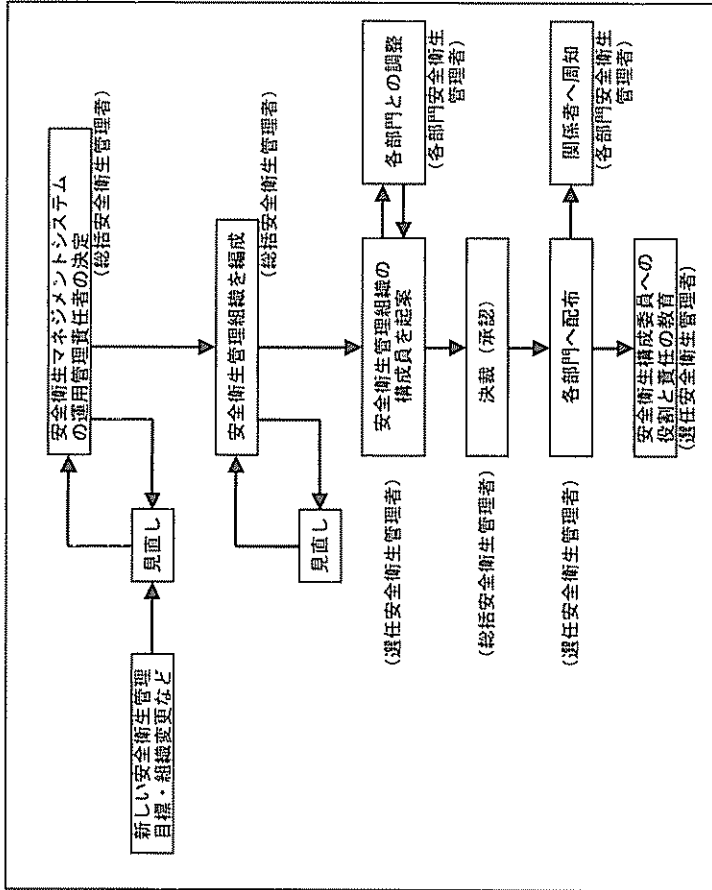 安全衛生マネジメントシステム
の運用管理責任者の決定
(総括安全衛生管理者)
見直し
新しい安全衛生管理
目標・組織変更など
安全衛生管理組織を編成
(総括安全衛生管理者)
見直し
安全衛生管理組織の
構成員を起案
(選任安全衛生管理者)
各部門との調整
(各部門安全衛生
管理者)
決裁(承認)
(総括安全衛生管理者)
各部門へ配布
(選任安全衛生管理者)
関係者へ周知
(各部門安全衛生
管理者)
安全衛生構成委員への
役割と責任の教育
(選任安全衛生管理者)